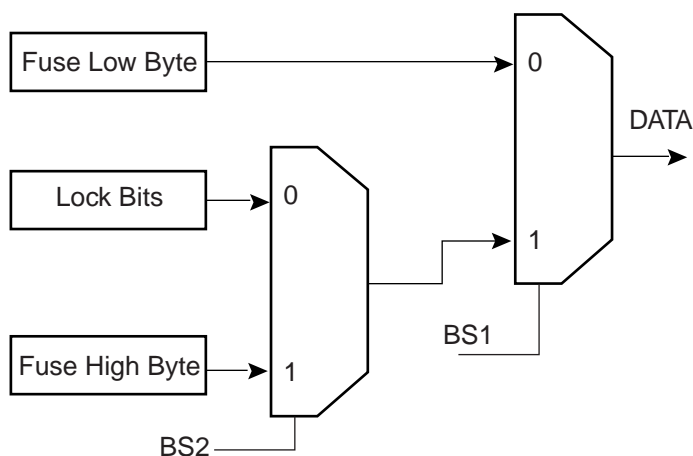 Fuse Low Byte
0
DATA
Lock Bits
0
1
Fuse High Byte
1
BS1
BS2